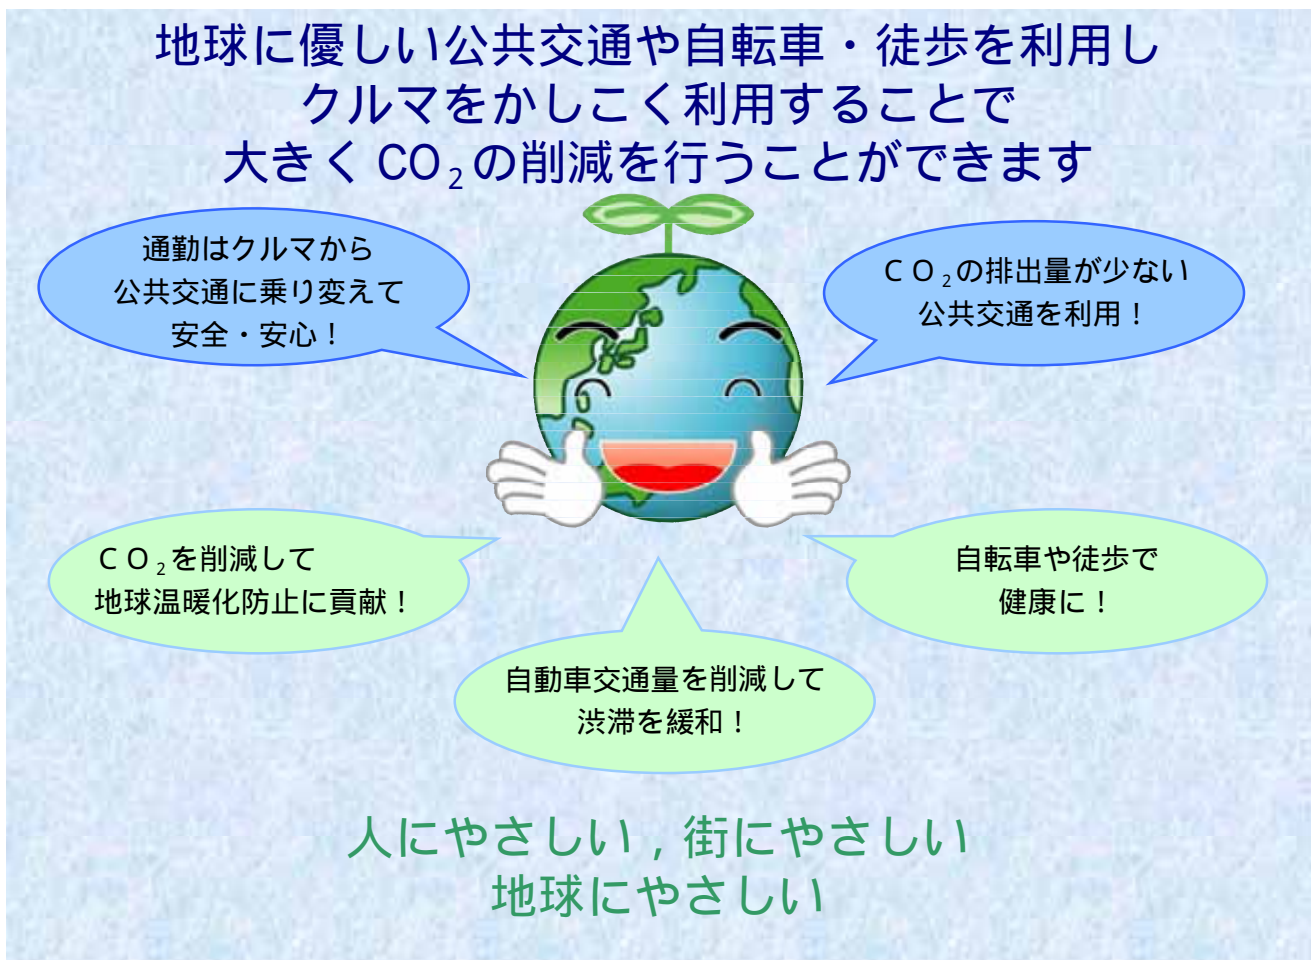 地球に優しい公共交通や自転車・徒歩を利用し
クルマをかしこく利用することで
大きくCO₂の削減を行うことができます
通勤はクルマから
公共交通に乗り変えて
安全・安心！
ＣＯ₂の排出量が少ない
公共交通を利用！
ＣＯ₂を削減して
地球温暖化防止に貢献！
自転車や徒歩で
健康に！
自動車交通量を削減して
渋滞を緩和！
人にやさしい，街にやさしい
地球にやさしい